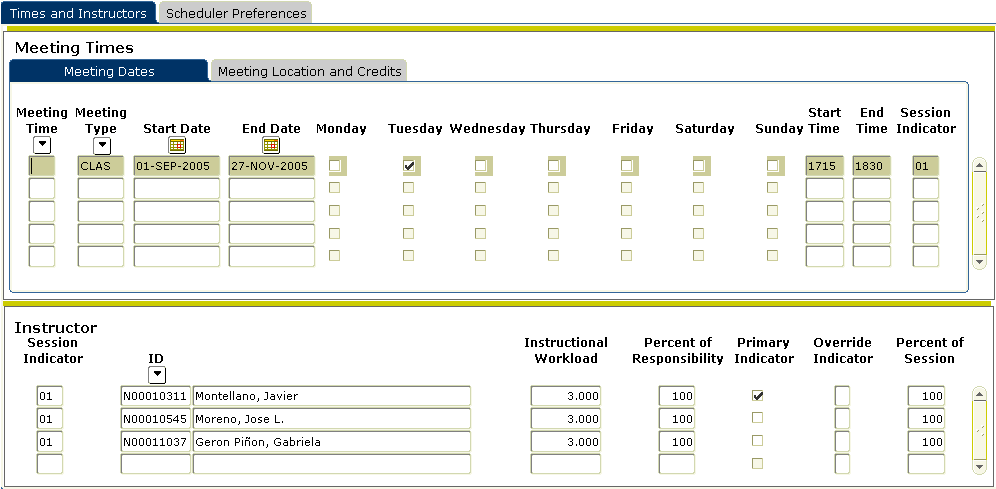 Times and Instructors Scheduler Preferences
Meeting Times
Meeting Dates Meeting Location and Credits
Meeting Time Meeting Type Start Date End Date Monday Tuesday Wednesday Thursday Friday Saturday Sunday Start Time End Time Session Indicator
CLAS 01-SEP-2005 27-NOV-2005 1715 1830 01
Instructor
Session Indicator ID Instructional Workload Percent of Responsibility Primary Indicator Override Indicator Percent of Session
01 N00010311 Montellano, Javier 3.000 100 100
01 N00010545 Moreno, Jose L. 3.000 100 100
01 N00011037 Geron Piñon, Gabriela 3.000 100 100